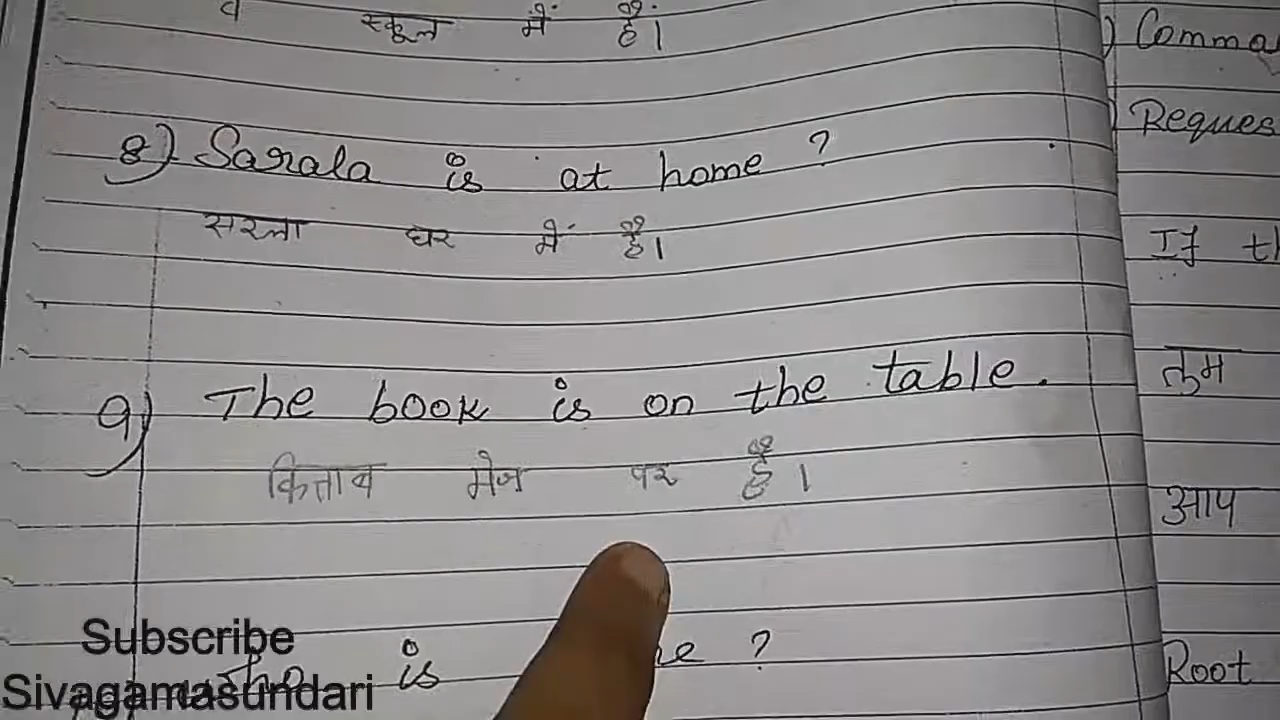 स्कूल में है।
8) Sarala is at home ?
सरला घर में है।
9) The book is on the table.
किताब मेज पर है।
is ?
Subscribe
Sivagamasundari
Comma
Reques
If th
तुम
आप
Root